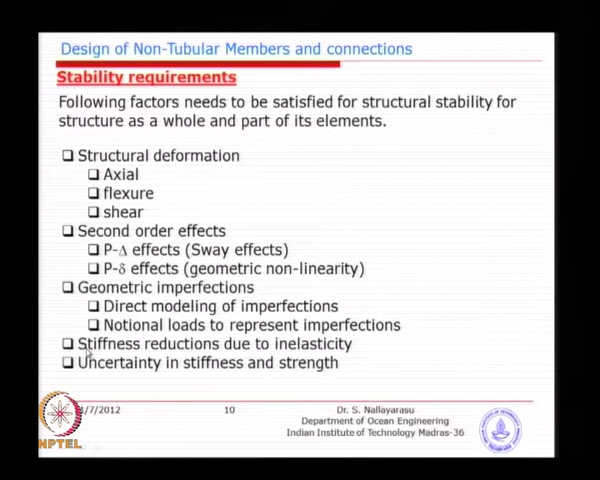 Design of Non-Tubular Members and connections
Stability requirements
Following factors needs to be satisfied for structural stability for
structure as a whole and part of its elements.
❑ Structural deformation
❑ Axial
❑ flexure
❑ shear
❑ Second order effects
❑ P-Δ effects (Sway effects)
❑ P-δ effects (geometric non-linearity)
❑ Geometric imperfections
❑ Direct modeling of imperfections
❑ Notional loads to represent imperfections
❑ Stiffness reductions due to inelasticity
❑ Uncertainty in stiffness and strength
/7/2012
10
Dr. S. Nallayarasu
Department of Ocean Engineering
Indian Institute of Technology Madras-36
NPTEL